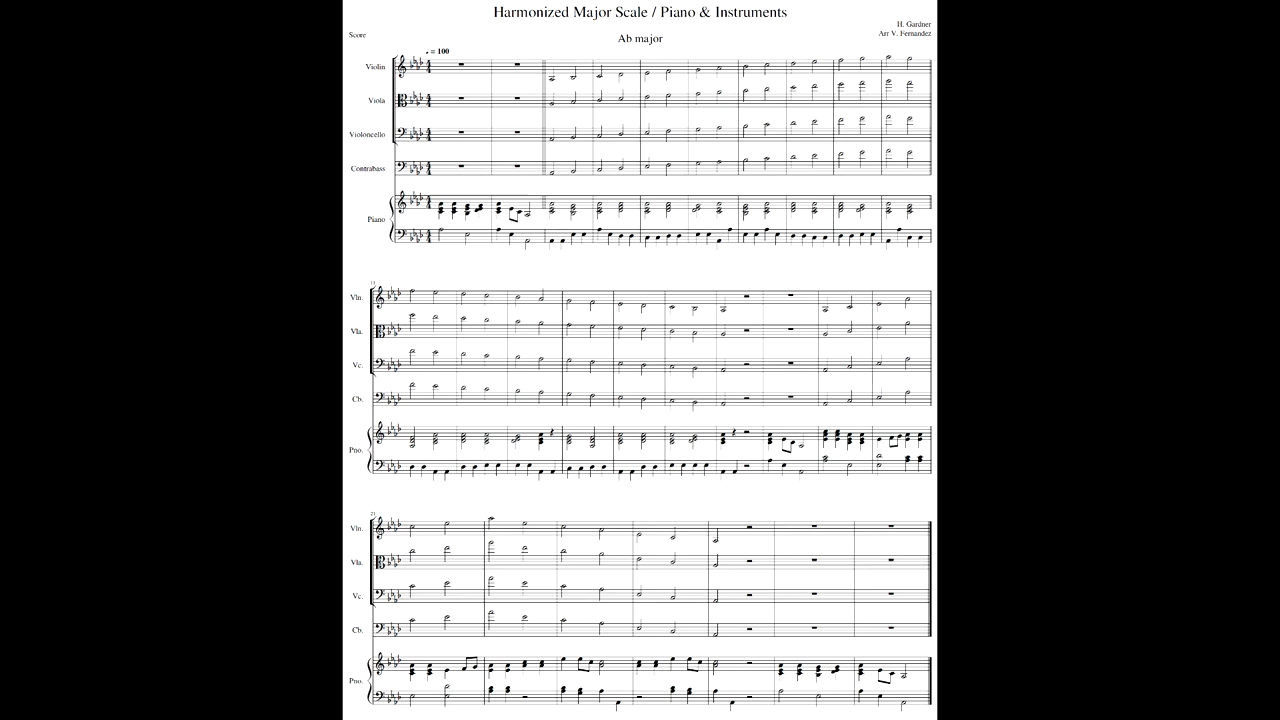 Harmonized Major Scale / Piano & Instruments
H. Gardner
Arr V. Fernandez
Score
Ab major
= 100
Violin
Viola
Violoncello
Contrabass
Piano
Vln.
Vla.
Vc.
Cb.
Pno.
21
Vln.
Vla.
Vc.
Cb.
Pno.